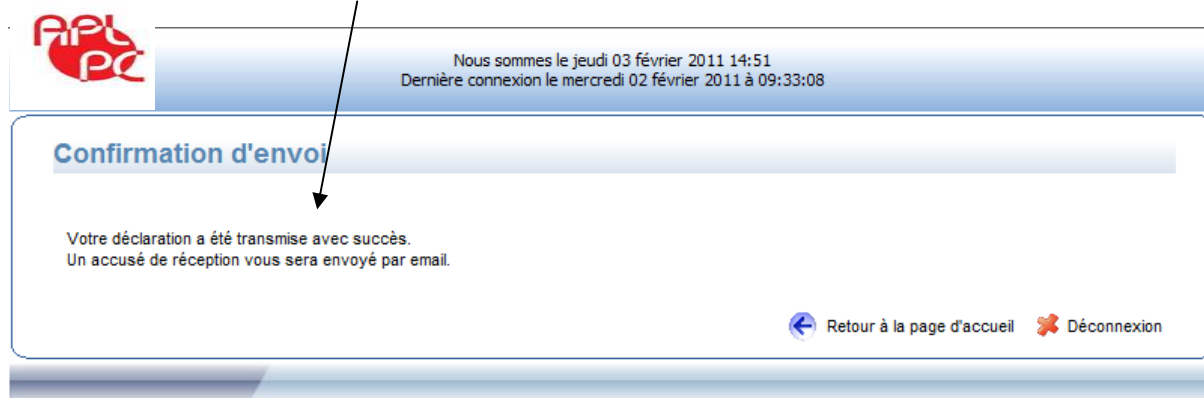 APL
PC
Nous sommes le jeudi 03 février 2011 14:51
Dernière connexion le mercredi 02 février 2011 à 09:33:08
Confirmation d'envoi
Votre déclaration a été transmise avec succès.
Un accusé de réception vous sera envoyé par email.
Retour à la page d'accueil Déconnexion